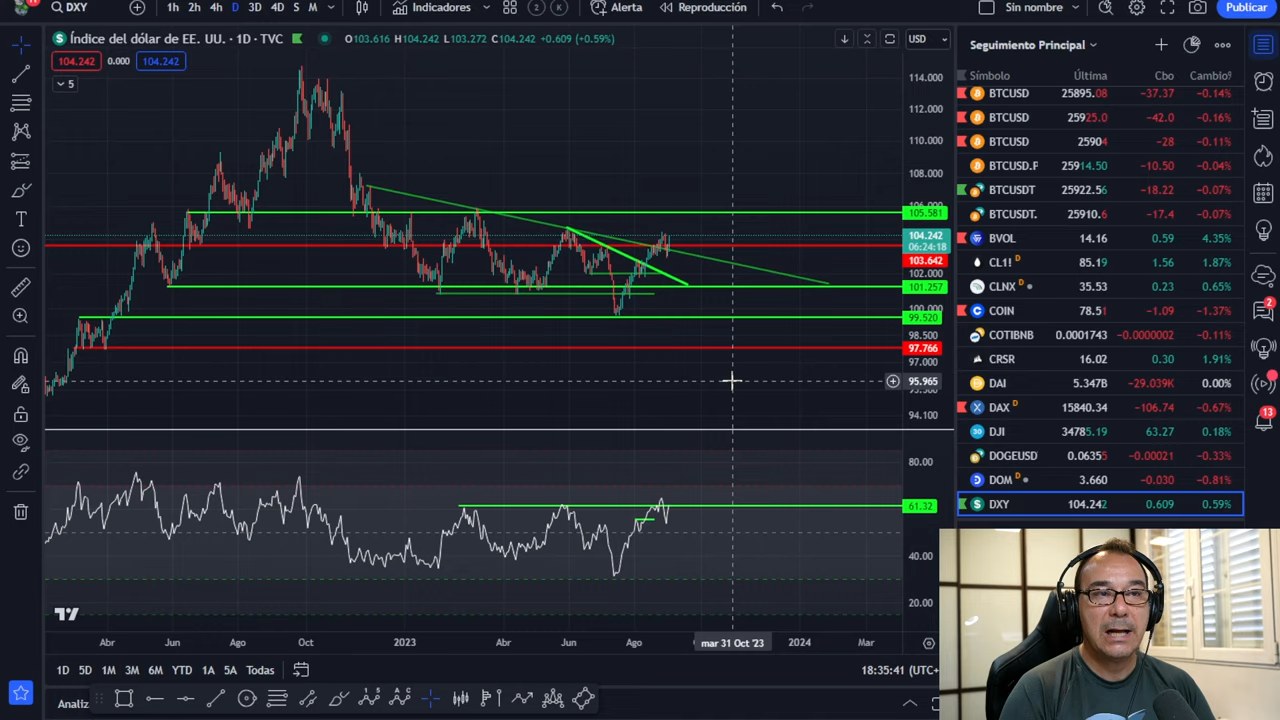 11
DXY
1h 2h 4h D 3D 4D S M
Indicadores
2 K
Alerta
Reproducción
Sin nombre
Publicar
S Índice del dólar de EE. UU. · 1D · TVC
O103.616 H104.242 L103.272 C104.242 +0.609 (+0.59%)
USD
104.242 0.000 104.242
5
114.000
112.000
110.000
108.000
106.000
105.581
104.242
06:24:18
103.642
102.000
101.257
100.000
99.520
98.500
97.766
97.000
95.965
94.100
80.00
61.32
40.00
20.00
Abr Jun Ago Oct 2023 Abr Jun Ago mar 31 Oct '23 2024 Mar
1D 5D 1M 3M 6M YTD 1A 5A Todas
18:35:41 (UTC+
Analiz
Seguimiento Principal
Símbolo Última Cbo Cambio%
BTCUSD 25895.08 −37.37 −0.14%
BTCUSD 25925.0 −42.0 −0.16%
BTCUSD 25904 −28 −0.11%
BTCUSD.P 25914.50 −10.50 −0.04%
BTCUSDT 25922.56 −18.22 −0.07%
BTCUSDT. 25910.6 −17.4 −0.07%
BVOL 14.16 0.59 4.35%
CL1! 85.19 1.56 1.87%
CLNX 35.53 0.23 0.65%
COIN 78.51 −1.09 −1.37%
COTIBNB 0.0001743 −0.0000002 −0.11%
CRSR 16.02 0.30 1.91%
DAI 5.347B −29.039K 0.00%
DAX D 15840.34 −106.74 −0.67%
DJI 34785.19 63.27 0.18%
DOGEUSD 0.0635 −0.00021 −0.33%
DOM D 3.660 −0.030 −0.81%
DXY 104.242 0.609 0.59%
2
13